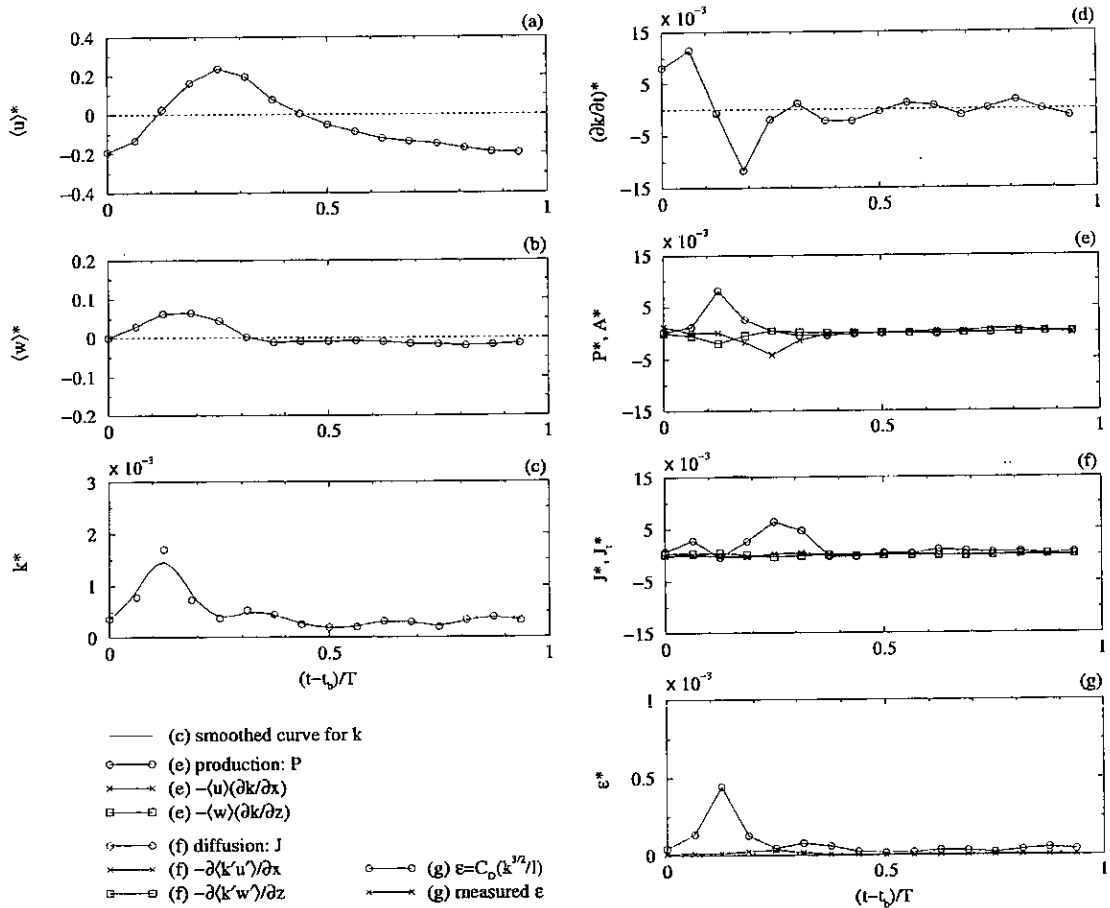 (a)
0.4
0.2
0
−0.2
−0.4
⟨u⟩*
0
0.5
1
(b)
0.2
0.1
0
−0.1
−0.2
⟨w⟩*
0
0.5
1
(c)
x 10⁻³
3
2
1
0
k*
0
0.5
1
(t−t_b)/T
(c) smoothed curve for k
(e) production: P
(e) −⟨u⟩(∂k/∂x)
(e) −⟨w⟩(∂k/∂z)
(f) diffusion: J
(f) −∂⟨k'u'⟩/∂x
(f) −∂⟨k'w'⟩/∂z
(g) ε=C_D(k^{3/2}/l)
(g) measured ε
x 10⁻³
(d)
15
5
−5
−15
(∂k/∂t)*
0
0.5
1
x 10⁻³
(e)
15
5
−5
−15
P*, A*
0
0.5
1
x 10⁻³
(f)
15
5
−5
−15
J*, J_t*
0
0.5
1
x 10⁻³
(g)
1
0.5
0
ε*
0
0.5
1
(t−t_b)/T